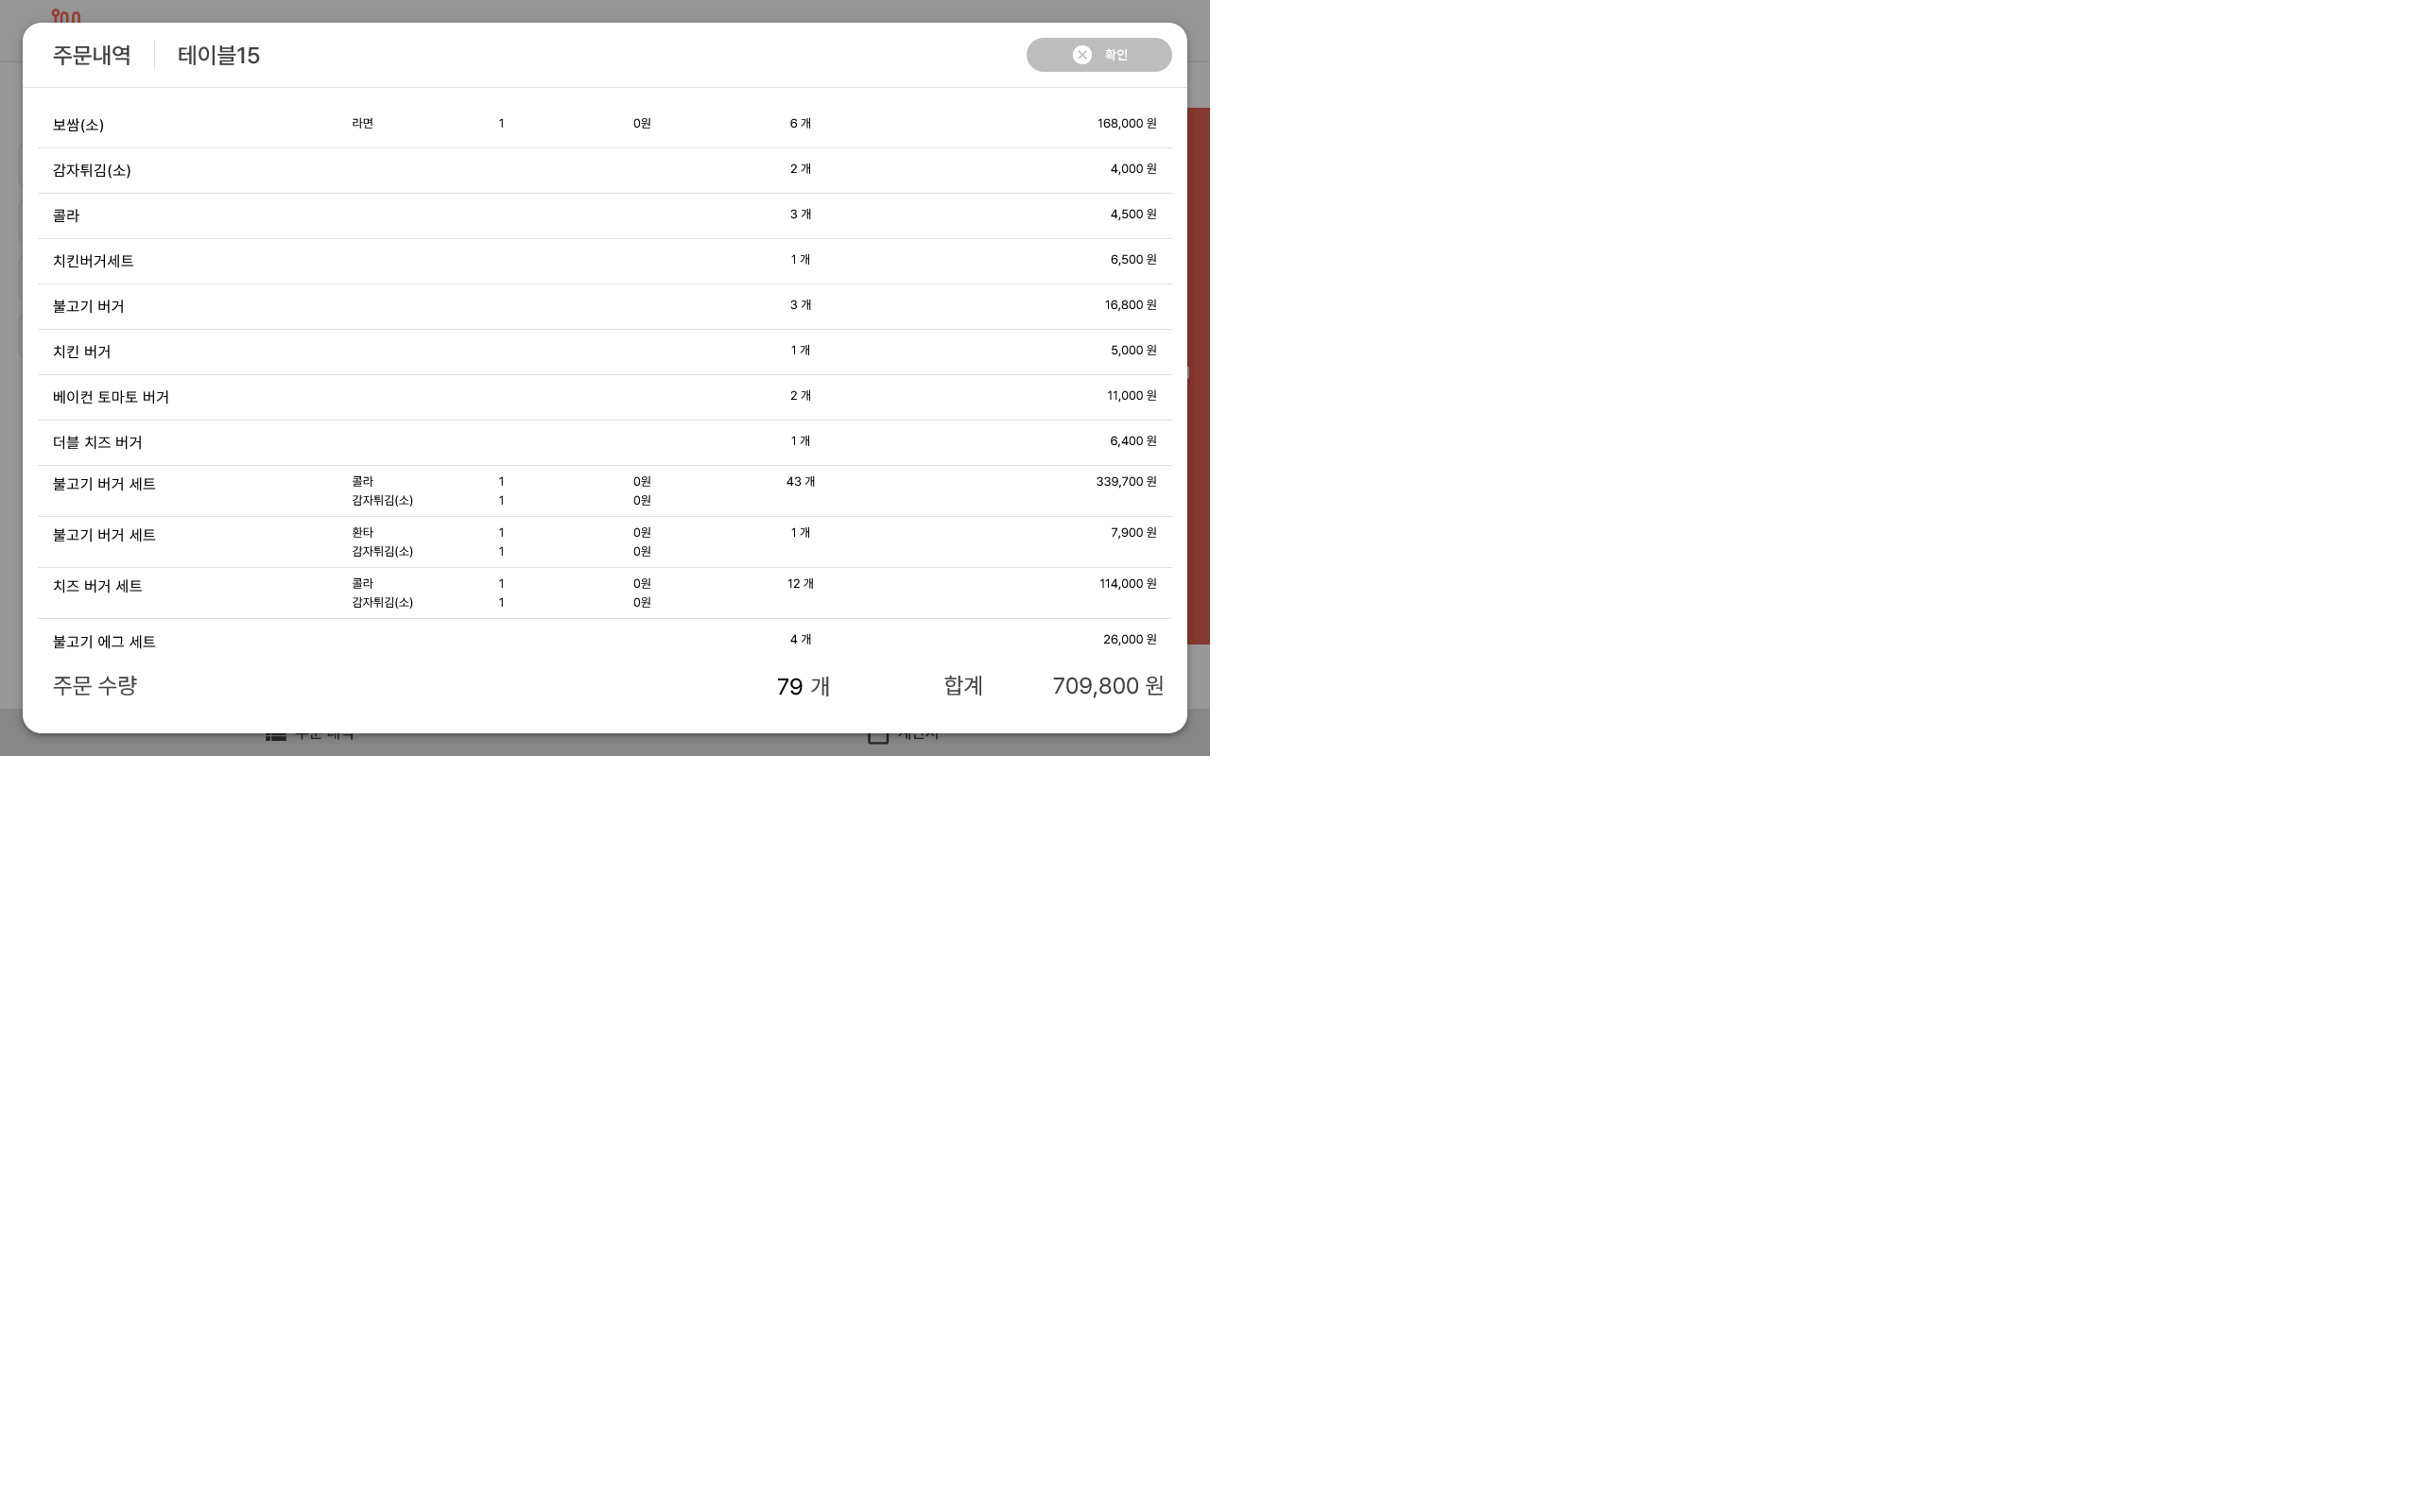 주문내역 테이블15 확인
보쌈(소) 라면 1 0원 6 개 168,000 원
감자튀김(소) 2 개 4,000 원
콜라 3 개 4,500 원
치킨버거세트 1 개 6,500 원
불고기 버거 3 개 16,800 원
치킨 버거 1 개 5,000 원
베이컨 토마토 버거 2 개 11,000 원
더블 치즈 버거 1 개 6,400 원
불고기 버거 세트 콜라 1 0원 43 개 339,700 원
감자튀김(소) 1 0원
불고기 버거 세트 환타 1 0원 1 개 7,900 원
감자튀김(소) 1 0원
치즈 버거 세트 콜라 1 0원 12 개 114,000 원
감자튀김(소) 1 0원
불고기 에그 세트 4 개 26,000 원
주문 수량 79 개 합계 709,800 원